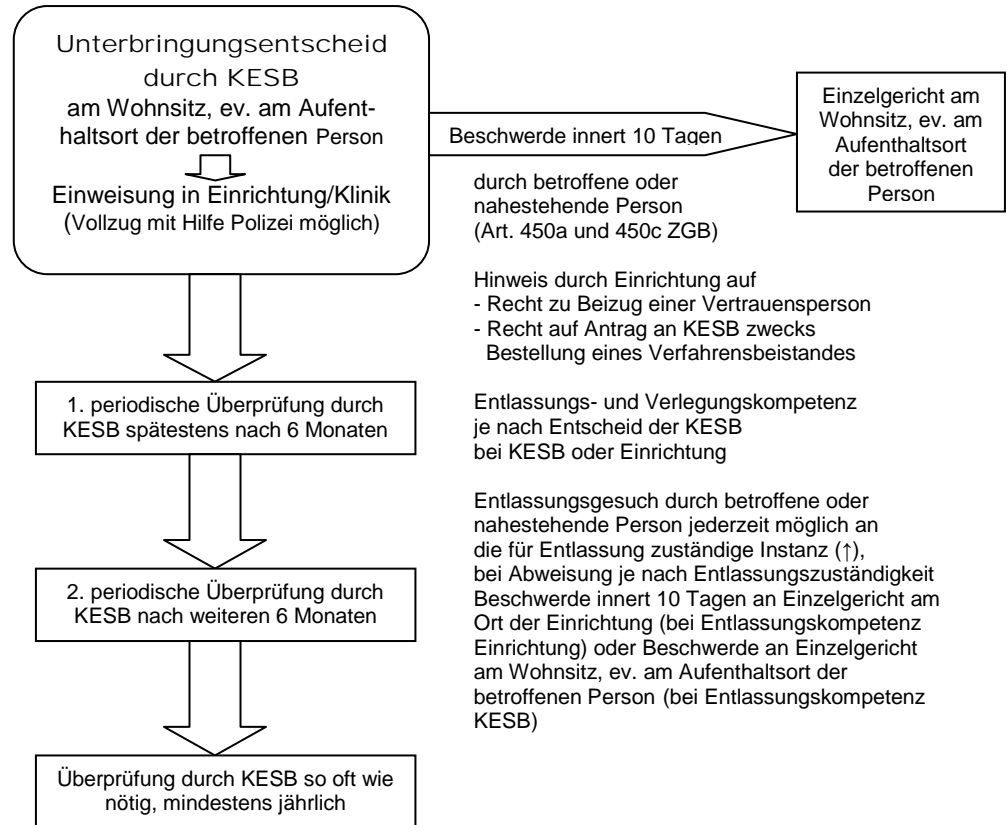 Unterbringungsentscheid
durch KESB
am Wohnsitz, ev. am Aufent-
haltsort der betroffenen Person
Einweisung in Einrichtung/Klinik
(Vollzug mit Hilfe Polizei möglich)
Beschwerde innert 10 Tagen
Einzelgericht am
Wohnsitz, ev. am
Aufenthaltsort
der betroffenen
Person
durch betroffene oder
nahestehende Person
(Art. 450a und 450c ZGB)
Hinweis durch Einrichtung auf
- Recht zu Beizug einer Vertrauensperson
- Recht auf Antrag an KESB zwecks
Bestellung eines Verfahrensbeistandes
1. periodische Überprüfung durch
KESB spätestens nach 6 Monaten
Entlassungs- und Verlegungskompetenz
je nach Entscheid der KESB
bei KESB oder Einrichtung
Entlassungsgesuch durch betroffene oder
nahestehende Person jederzeit möglich an
die für Entlassung zuständige Instanz (↑),
bei Abweisung je nach Entlassungszuständigkeit
Beschwerde innert 10 Tagen an Einzelgericht am
Ort der Einrichtung (bei Entlassungskompetenz
Einrichtung) oder Beschwerde an Einzelgericht
am Wohnsitz, ev. am Aufenthaltsort der
betroffenen Person (bei Entlassungskompetenz
KESB)
2. periodische Überprüfung durch
KESB nach weiteren 6 Monaten
Überprüfung durch KESB so oft wie
nötig, mindestens jährlich